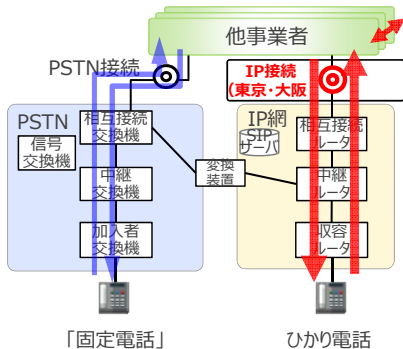 他事業者
PSTN接続
IP接続
(東京・大阪
PSTN
信号
交換機
相互接続
交換機
中継
交換機
加入者
交換機
変換
装置
IP網
SIP
サーバ
相互接続
ルータ
中継
ルータ
収容
ルータ
「固定電話」
ひかり電話